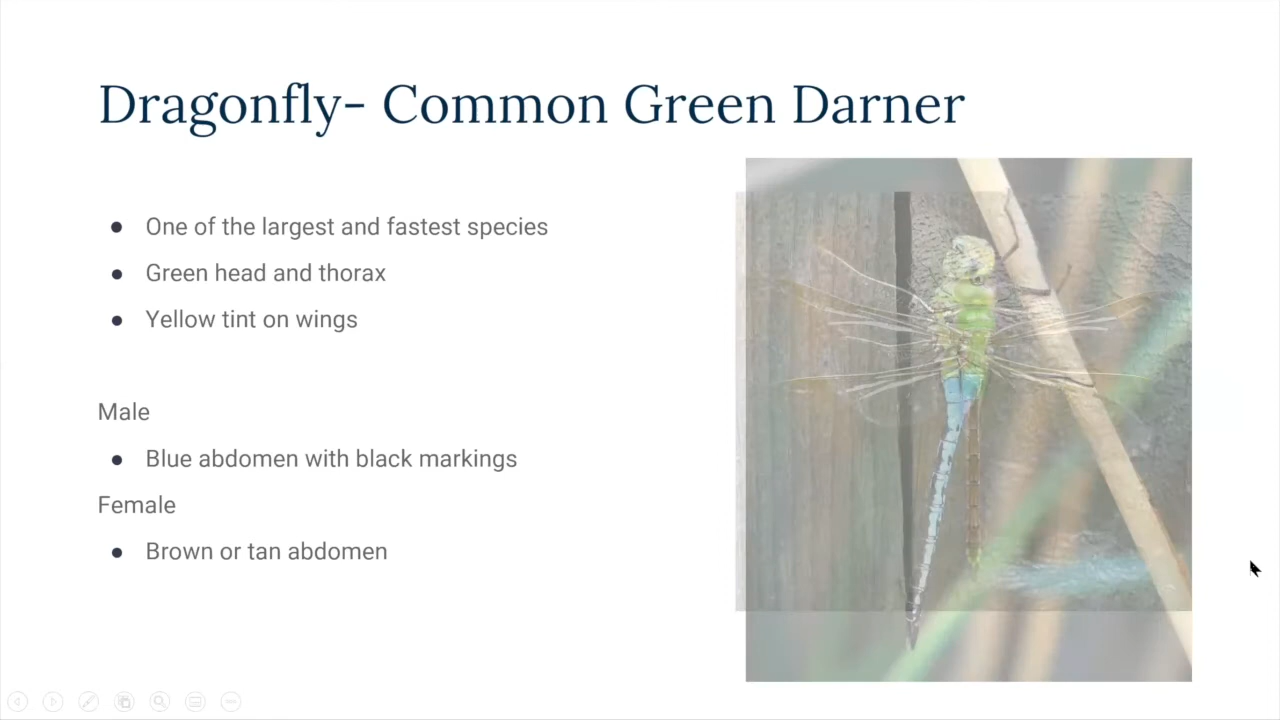 Dragonfly- Common Green Darner
● One of the largest and fastest species
● Green head and thorax
● Yellow tint on wings
Male
● Blue abdomen with black markings
Female
● Brown or tan abdomen